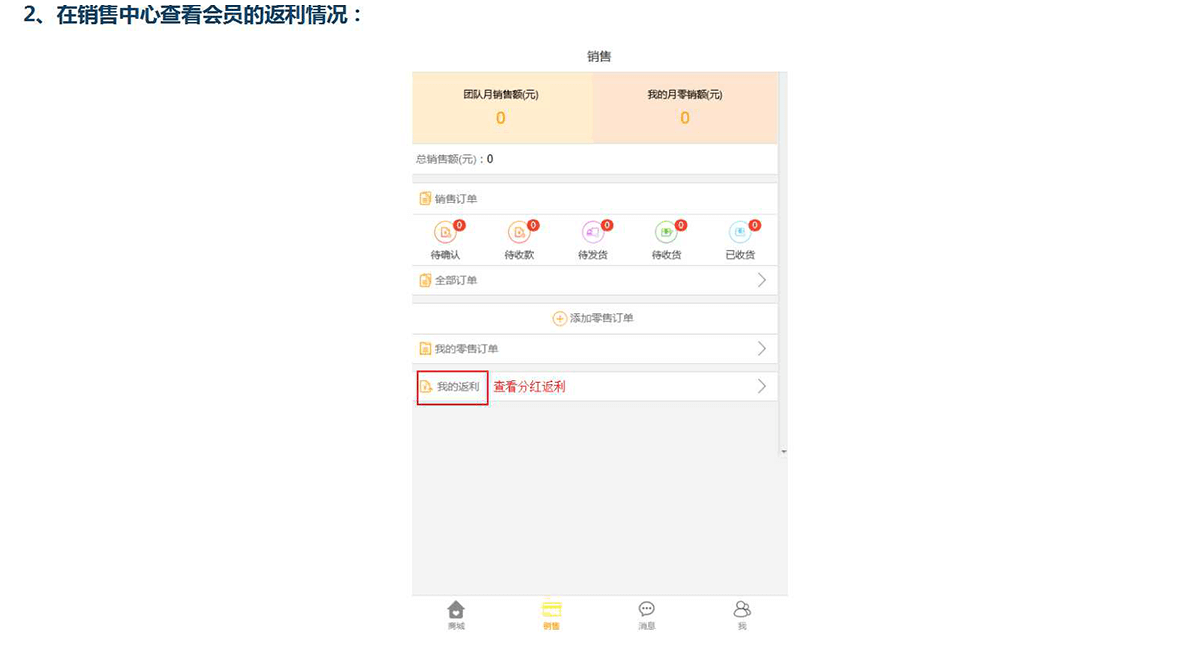 2、在销售中心查看会员的返利情况：
销售
团队月销售额(元) 我的月零销额(元)
0 0
总销售额(元)：0
销售订单
0 0 0 0 0
待确认 待收款 待发货 待收货 已收货
全部订单
添加零售订单
我的零售订单
我的返利 查看分红返利
商城 销售 消息 我